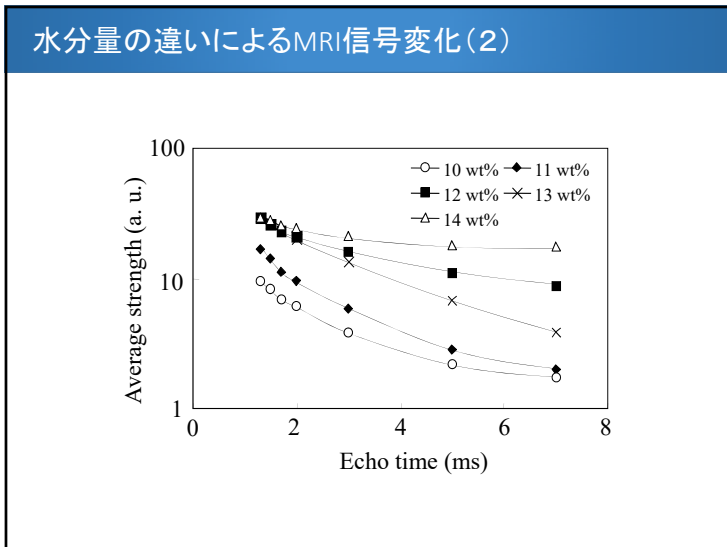 水分量の違いによるMRI信号変化(2)
100
10 wt% 11 wt%
12 wt% 13 wt%
14 wt%
Average strength (a. u.)
10
1
0 2 4 6 8
Echo time (ms)